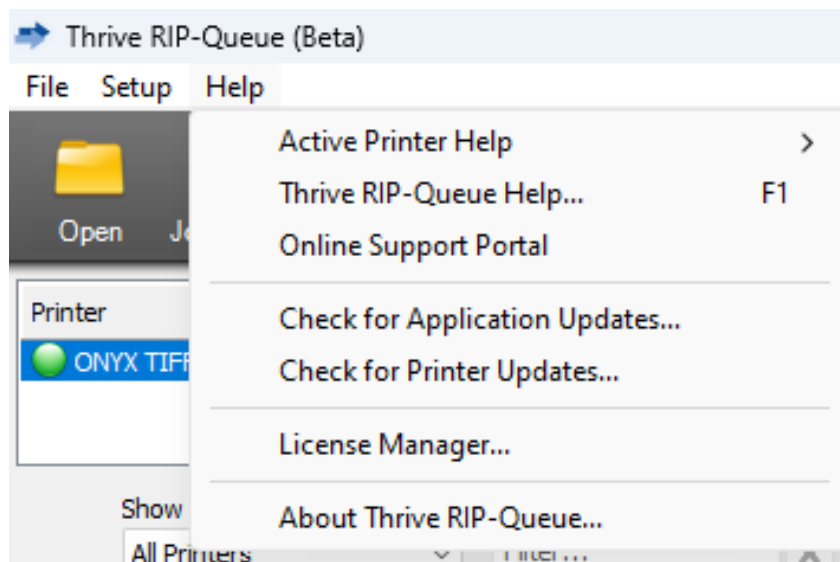 Thrive RIP-Queue (Beta)
File Setup Help
Active Printer Help
Thrive RIP-Queue Help... F1
Open
Online Support Portal
Printer
Check for Application Updates...
ONYX
Check for Printer Updates...
License Manager...
Show
About Thrive RIP-Queue...
All Printers